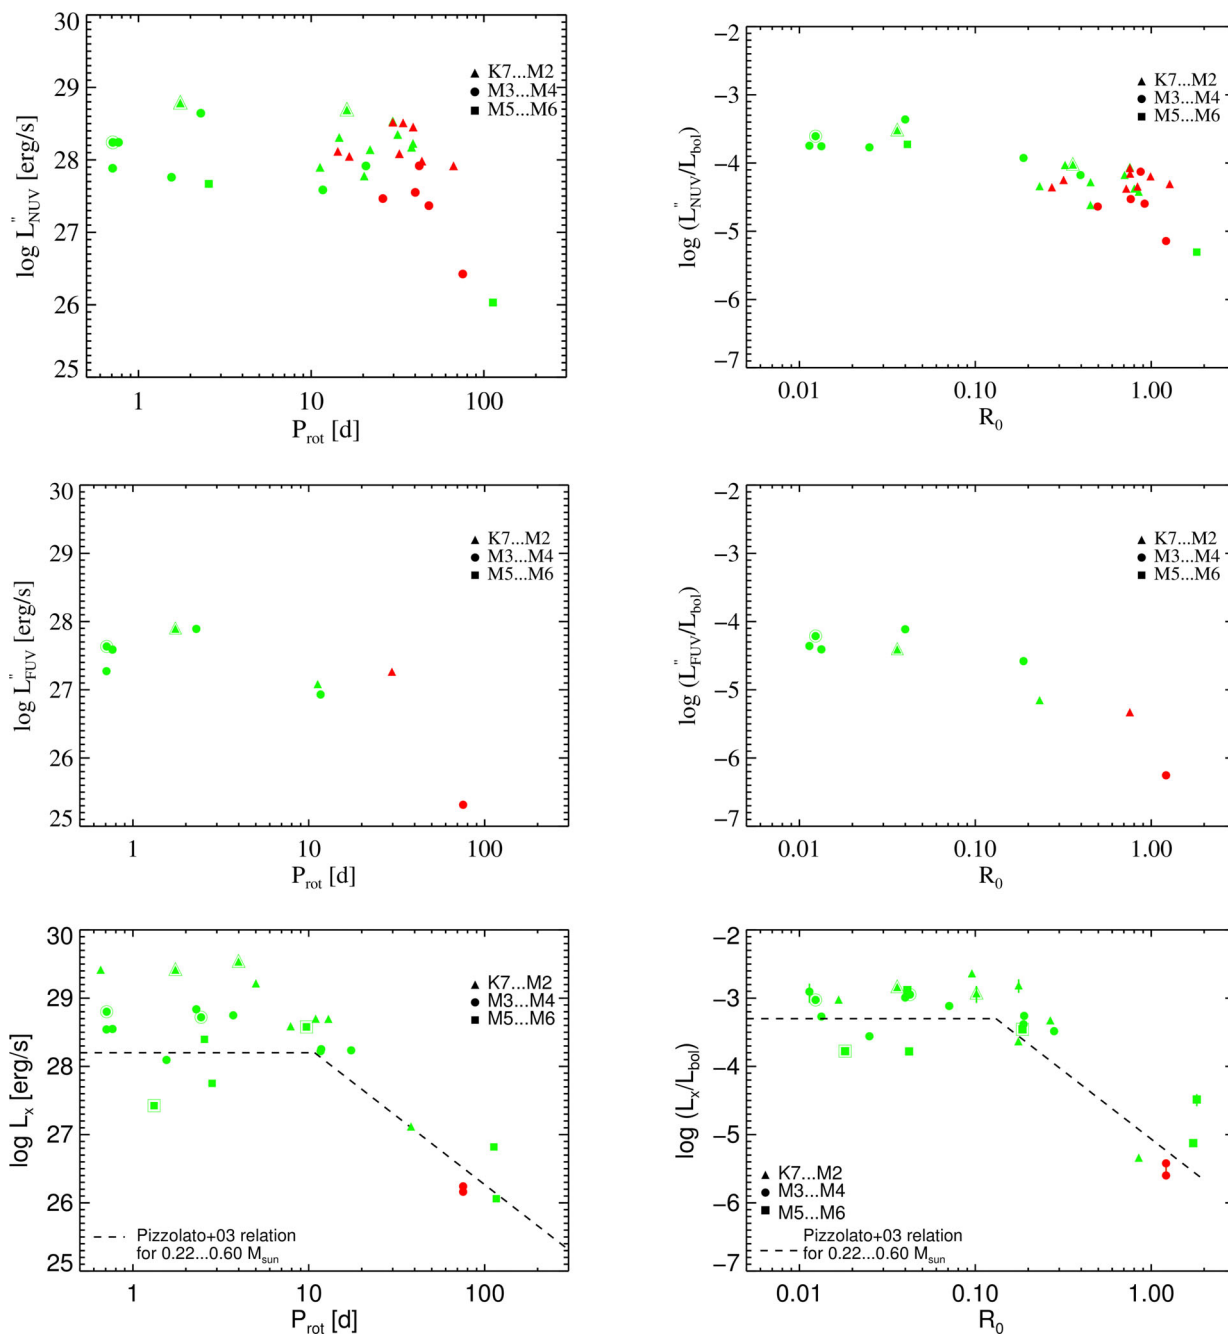 30
29
28
27
26
25
log L"NUV [erg/s]
K7...M2
M3...M4
M5...M6
1 10 100
Prot [d]
−2
−3
−4
−5
−6
−7
log (L"NUV/Lbol)
K7...M2
M3...M4
M5...M6
0.01 0.10 1.00
R0
30
29
28
27
26
25
log L"FUV [erg/s]
K7...M2
M3...M4
M5...M6
1 10 100
Prot [d]
−2
−3
−4
−5
−6
−7
log (L"FUV/Lbol)
K7...M2
M3...M4
M5...M6
0.01 0.10 1.00
R0
30
29
28
27
26
25
log Lx [erg/s]
K7...M2
M3...M4
M5...M6
Pizzolato+03 relation
for 0.22...0.60 Msun
1 10 100
Prot [d]
−2
−3
−4
−5
−6
−7
log (Lx/Lbol)
K7...M2
M3...M4
M5...M6
Pizzolato+03 relation
for 0.22...0.60 Msun
0.01 0.10 1.00
R0